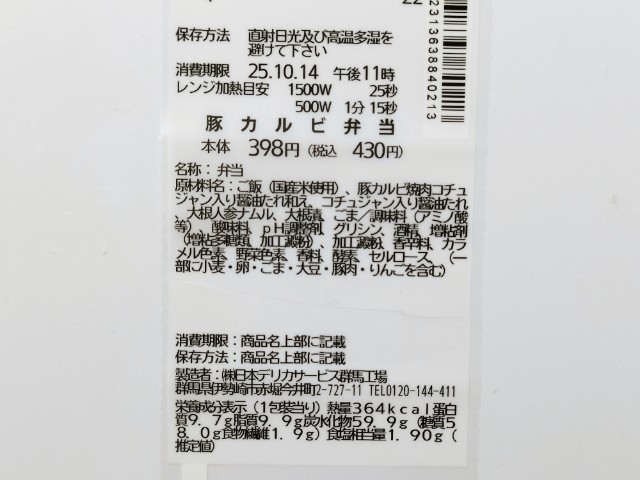 22
2313638840213
保存方法 直射日光及び高温多湿を
避けて下さい
消費期限 25.10.14 午後11時
レンジ加熱目安 1500W 25秒
500W 1分15秒
豚カルビ弁当
本体 398円(税込 430円)
名称：弁当
原材料名：ご飯（国産米使用）、豚カルビ焼肉コチュ
ジャン入り醤油たれ和え、コチュジャン入り醤油だれ
、大根人参ナムル、大根漬、ごま／調味料（アミノ酸
等）、酸味料、ｐＨ調整剤、グリシン、酒精、増粘剤
（増粘多糖類、加工澱粉）、加工澱粉、香辛料、カラ
メル色素、野菜色素、香料、酵素、セルロース、（一
部に小麦・卵・ごま・大豆・豚肉・りんごを含む）
消費期限：商品名上部に記載
保存方法：商品名上部に記載
製造者：㈱日本デリカサービス群馬工場
群馬県伊勢崎市赤堀今井町2-727-11 TEL0120-144-411
栄養成分表示（１包装当り）熱量364kcal蛋白
質9.7g脂質9.9g炭水化物59.9g（糖質5
8.0g食物繊維1.9g）食塩相当量1.90g（
推定値）